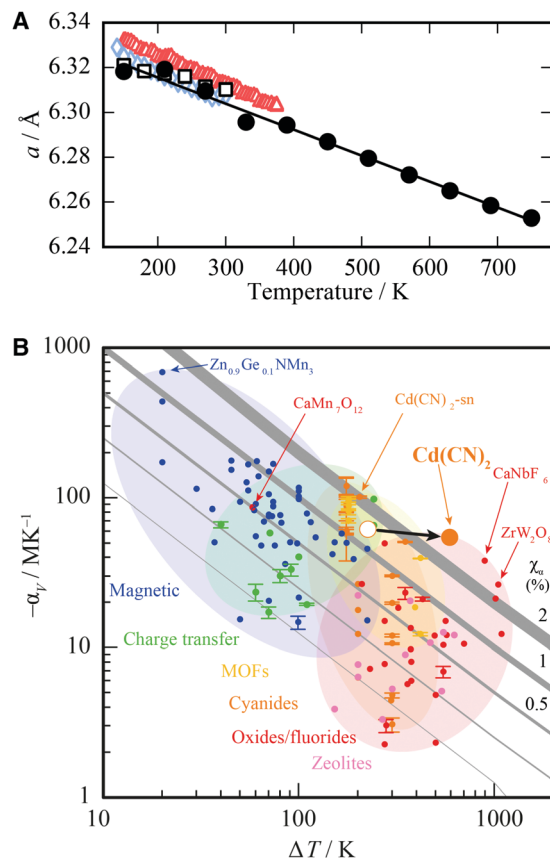 A
6.34
6.32
6.30
6.28
6.26
6.24
a / Å
200 300 400 500 600 700
Temperature / K
B
1000
100
10
1
−αV / MK⁻¹
Zn0.9Ge0.1NMn3
CaMn7O12
Cd(CN)2-sn
Cd(CN)2
CaNbF6
ZrW2O8
χα
(%)
2
1
0.5
Magnetic
Charge transfer
MOFs
Cyanides
Oxides/fluorides
Zeolites
10 100 1000
ΔT / K